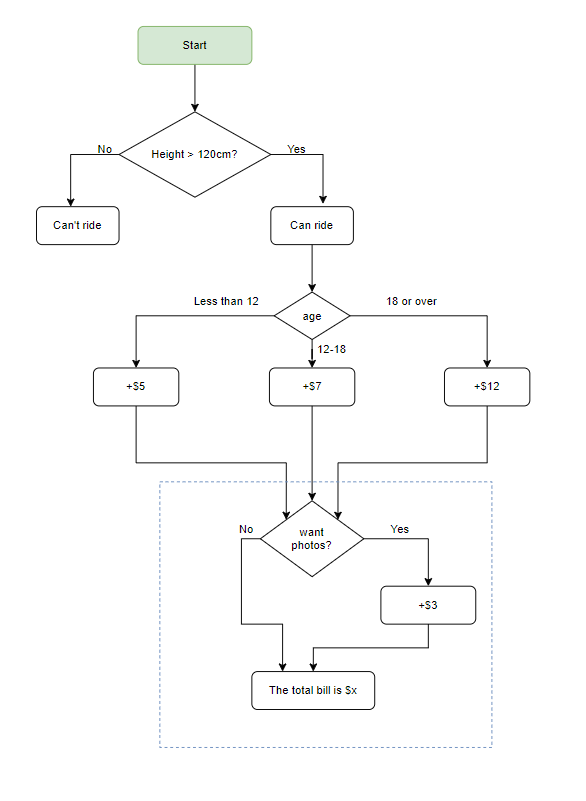 Start
Height > 120cm?
No
Yes
Can't ride
Can ride
Less than 12
age
18 or over
12-18
+$5
+$7
+$12
want
photos?
No
Yes
+$3
The total bill is $x